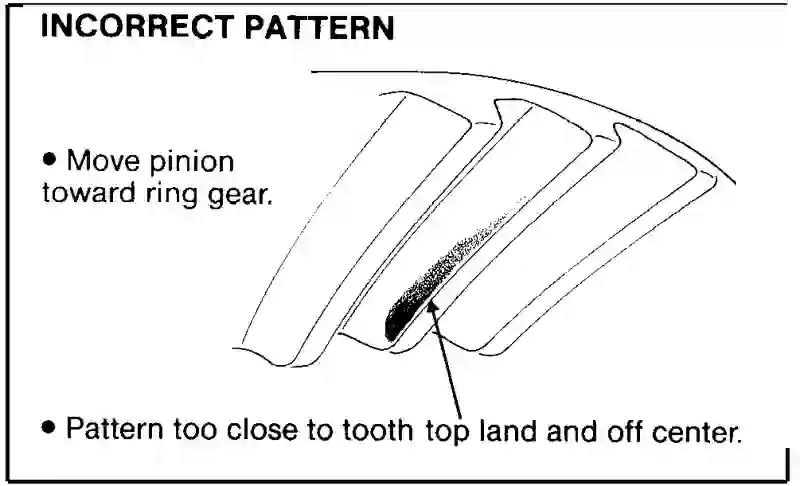 INCORRECT PATTERN
• Move pinion
toward ring gear.
• Pattern too close to tooth top land and off center.